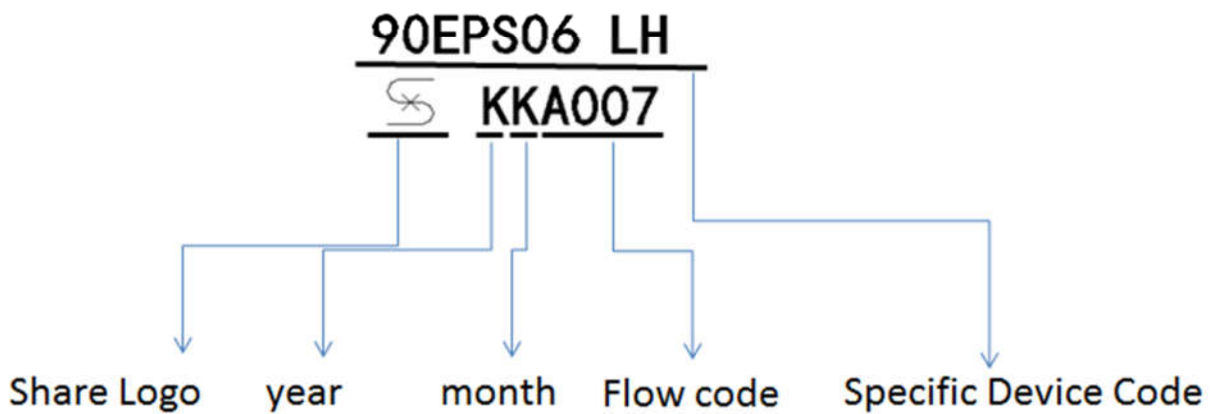 90EPS06 LH
KKA007
Share Logo year month Flow code Specific Device Code